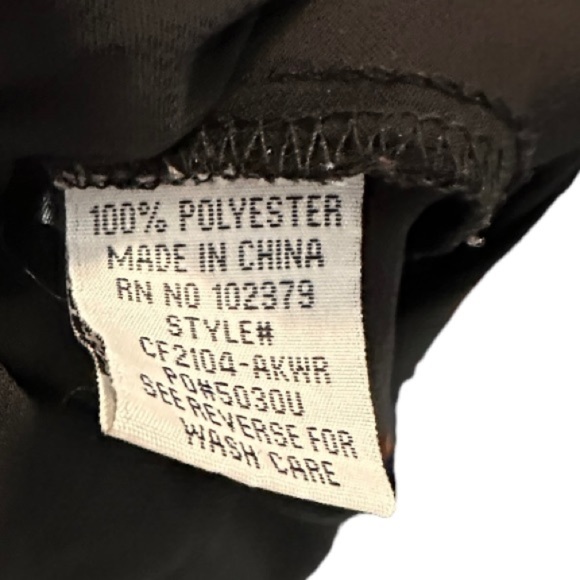 100% POLYESTER
MADE IN CHINA
RN NO 102379
STYLE#
CF2104-AKWR
PO#5030U
SEE REVERSE FOR
WASH CARE